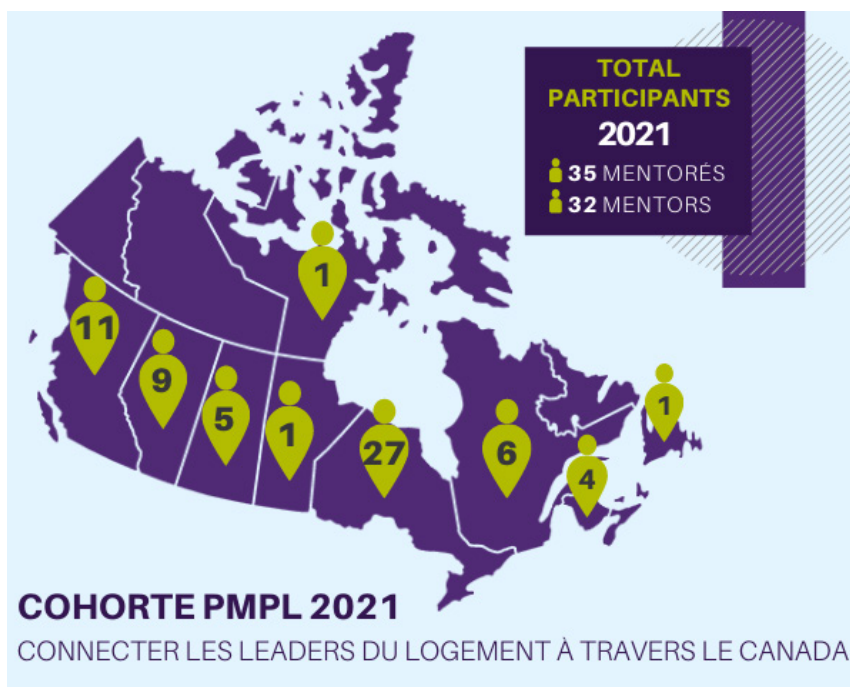 TOTAL
PARTICIPANTS
2021
35 MENTORÉS
32 MENTORS
1
11
9
5
1
27
6
4
1
COHORTE PMPL 2021
CONNECTER LES LEADERS DU LOGEMENT À TRAVERS LE CANADA